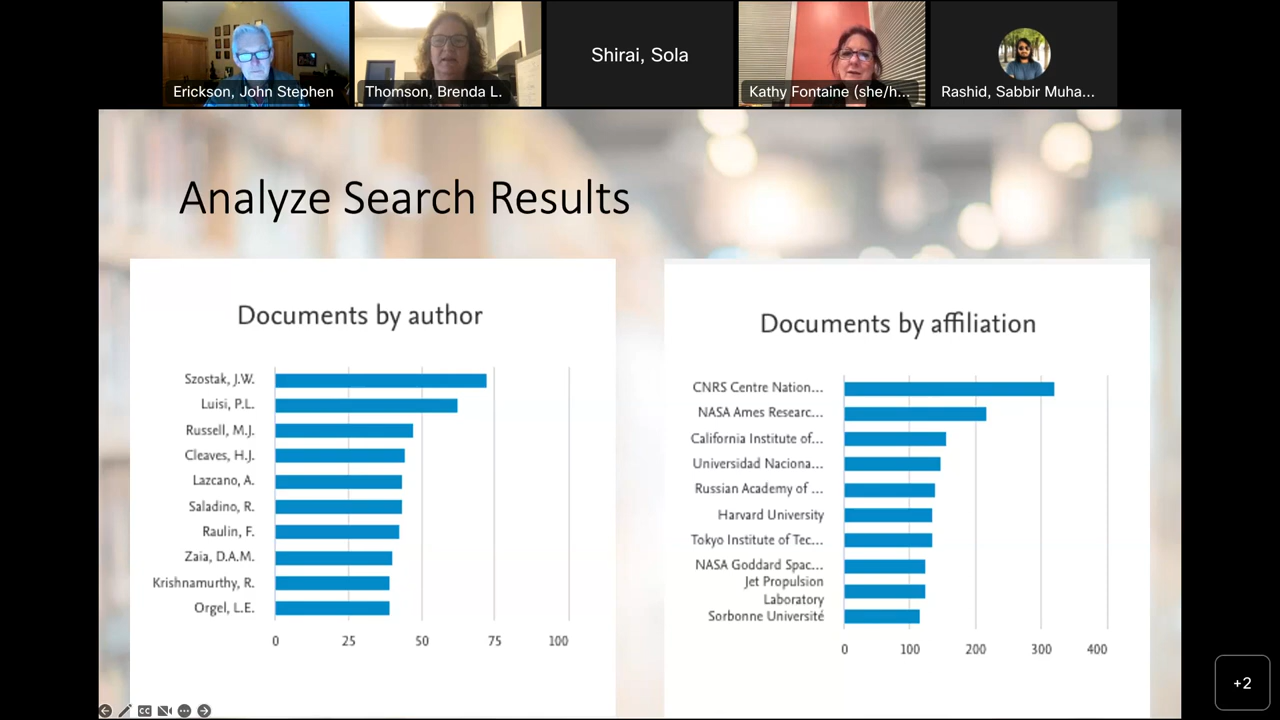 Erickson, John Stephen
Thomson, Brenda L.
Shirai, Sola
Kathy Fontaine (she/h...
Rashid, Sabbir Muha...
Analyze Search Results
Documents by author
Szostak, J.W.
Luisi, P.L.
Russell, M.J.
Cleaves, H.J.
Lazcano, A.
Saladino, R.
Raulin, F.
Zaia, D.A.M.
Krishnamurthy, R.
Orgel, L.E.
0 25 50 75 100
Documents by affiliation
CNRS Centre Nation...
NASA Ames Researc...
California Institute of...
Universidad Naciona...
Russian Academy of ...
Harvard University
Tokyo Institute of Tec...
NASA Goddard Spac...
Jet Propulsion
Laboratory
Sorbonne Université
0 100 200 300 400
CC
+2